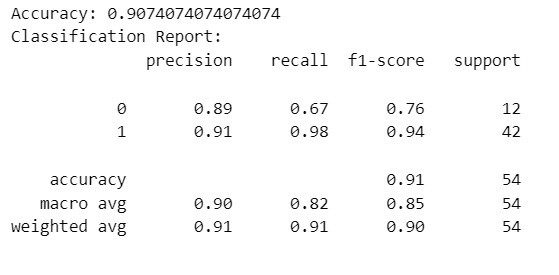 Accuracy: 0.9074074074074074
Classification Report:
precision recall f1-score support
0 0.89 0.67 0.76 12
1 0.91 0.98 0.94 42
accuracy 0.91 54
macro avg 0.90 0.82 0.85 54
weighted avg 0.91 0.91 0.90 54